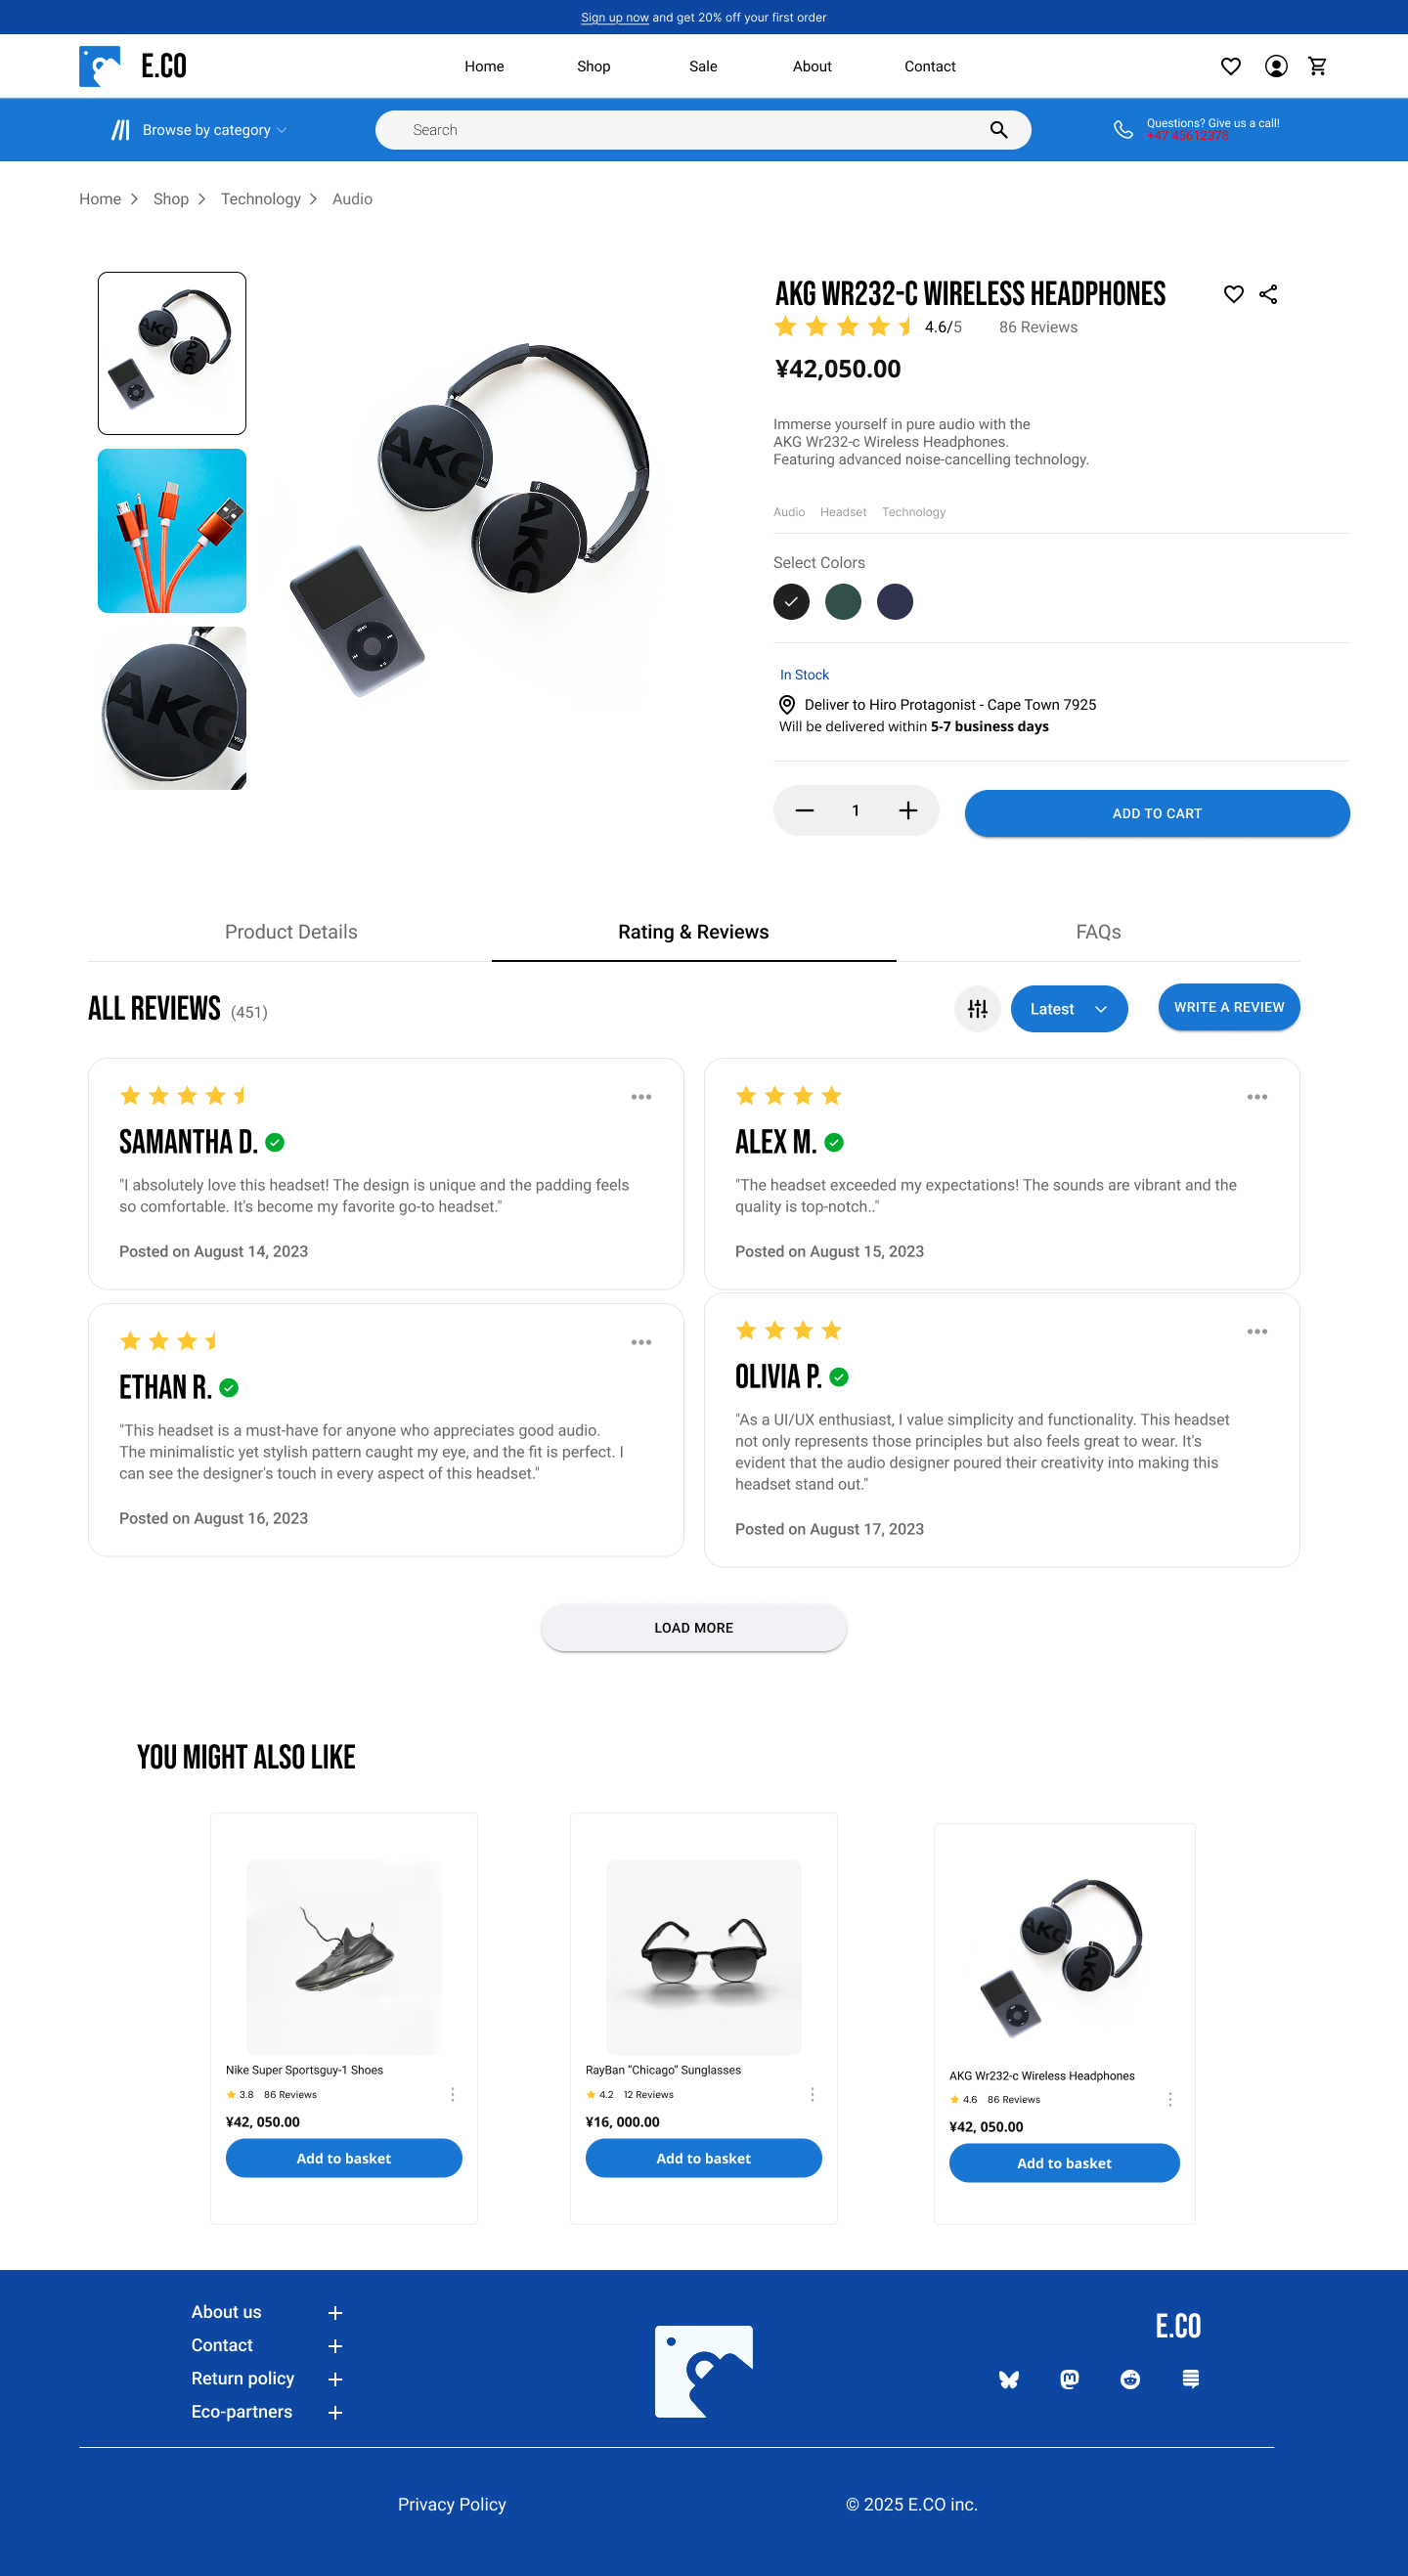 Sign up now and get 20% off your first order
E.CO
Home
Shop
Sale
About
Contact
Browse by category
Search
Questions? Give us a call!
+47 45612378
Home
Shop
Technology
Audio
AKG
AKG
AKG WR232-C WIRELESS HEADPHONES
4.6/5
86 Reviews
¥42,050.00
Immerse yourself in pure audio with the
AKG Wr232-c Wireless Headphones.
Featuring advanced noise-cancelling technology.
Audio
Headset
Technology
Select Colors
In Stock
Deliver to Hiro Protagonist - Cape Town 7925
Will be delivered within 5-7 business days
1
ADD TO CART
AKG
AKG
MENU
AKG
Product Details
Rating & Reviews
FAQs
ALL REVIEWS (451)
Latest
WRITE A REVIEW
SAMANTHA D.
"I absolutely love this headset! The design is unique and the padding feels
so comfortable. It's become my favorite go-to headset."
Posted on August 14, 2023
ALEX M.
"The headset exceeded my expectations! The sounds are vibrant and the
quality is top-notch.."
Posted on August 15, 2023
ETHAN R.
"This headset is a must-have for anyone who appreciates good audio.
The minimalistic yet stylish pattern caught my eye, and the fit is perfect. I
can see the designer's touch in every aspect of this headset."
Posted on August 16, 2023
OLIVIA P.
"As a UI/UX enthusiast, I value simplicity and functionality. This headset
not only represents those principles but also feels great to wear. It's
evident that the audio designer poured their creativity into making this
headset stand out."
Posted on August 17, 2023
LOAD MORE
YOU MIGHT ALSO LIKE
Nike Super Sportsguy-1 Shoes
3.8
86 Reviews
¥42, 050.00
Add to basket
RayBan “Chicago” Sunglasses
4.2
12 Reviews
¥16, 000.00
Add to basket
AKG
AKG
AKG Wr232-c Wireless Headphones
4.6
86 Reviews
¥42, 050.00
Add to basket
About us
Contact
Return policy
Eco-partners
E.CO
Privacy Policy
© 2025 E.CO inc.